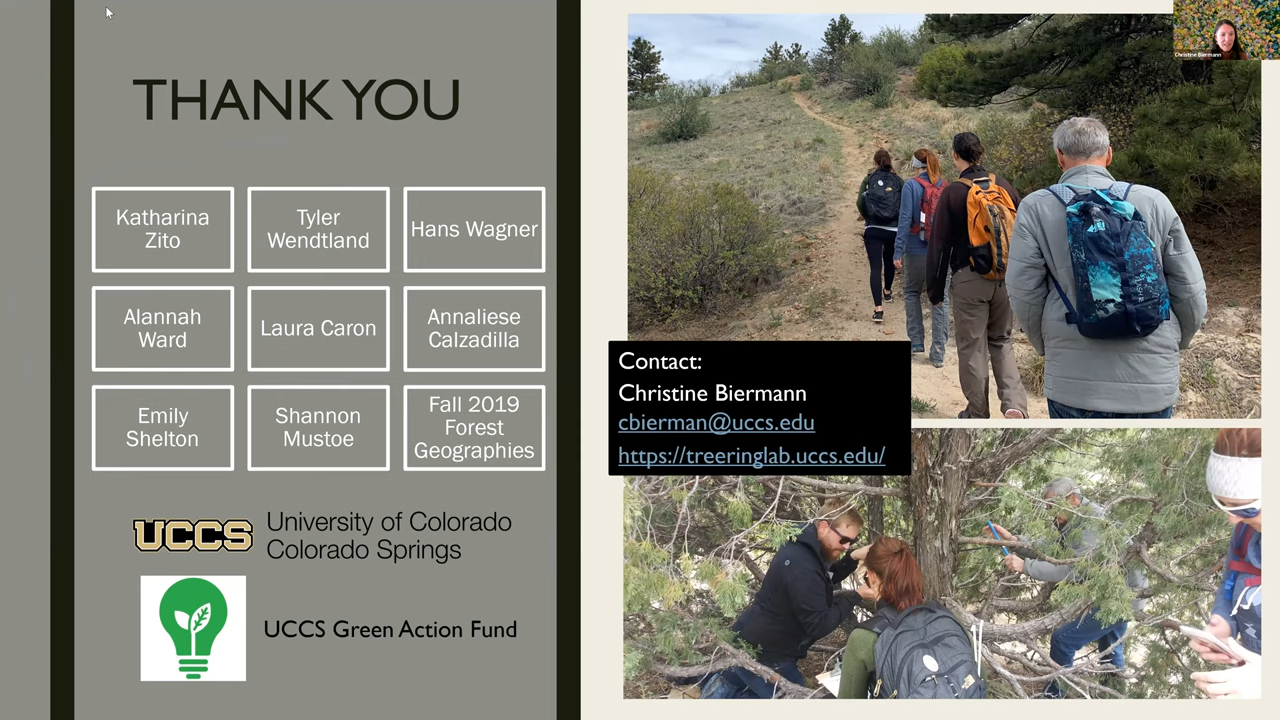 THANK YOU
Katharina
Zito
Tyler
Wendtland
Hans Wagner
Alannah
Ward
Laura Caron
Annaliese
Calzadilla
Emily
Shelton
Shannon
Mustoe
Fall 2019
Forest
Geographies
UCCS
University of Colorado
Colorado Springs
UCCS Green Action Fund
Contact:
Christine Biermann
cbierman@uccs.edu
https://treeringlab.uccs.edu/
Christine Biermann